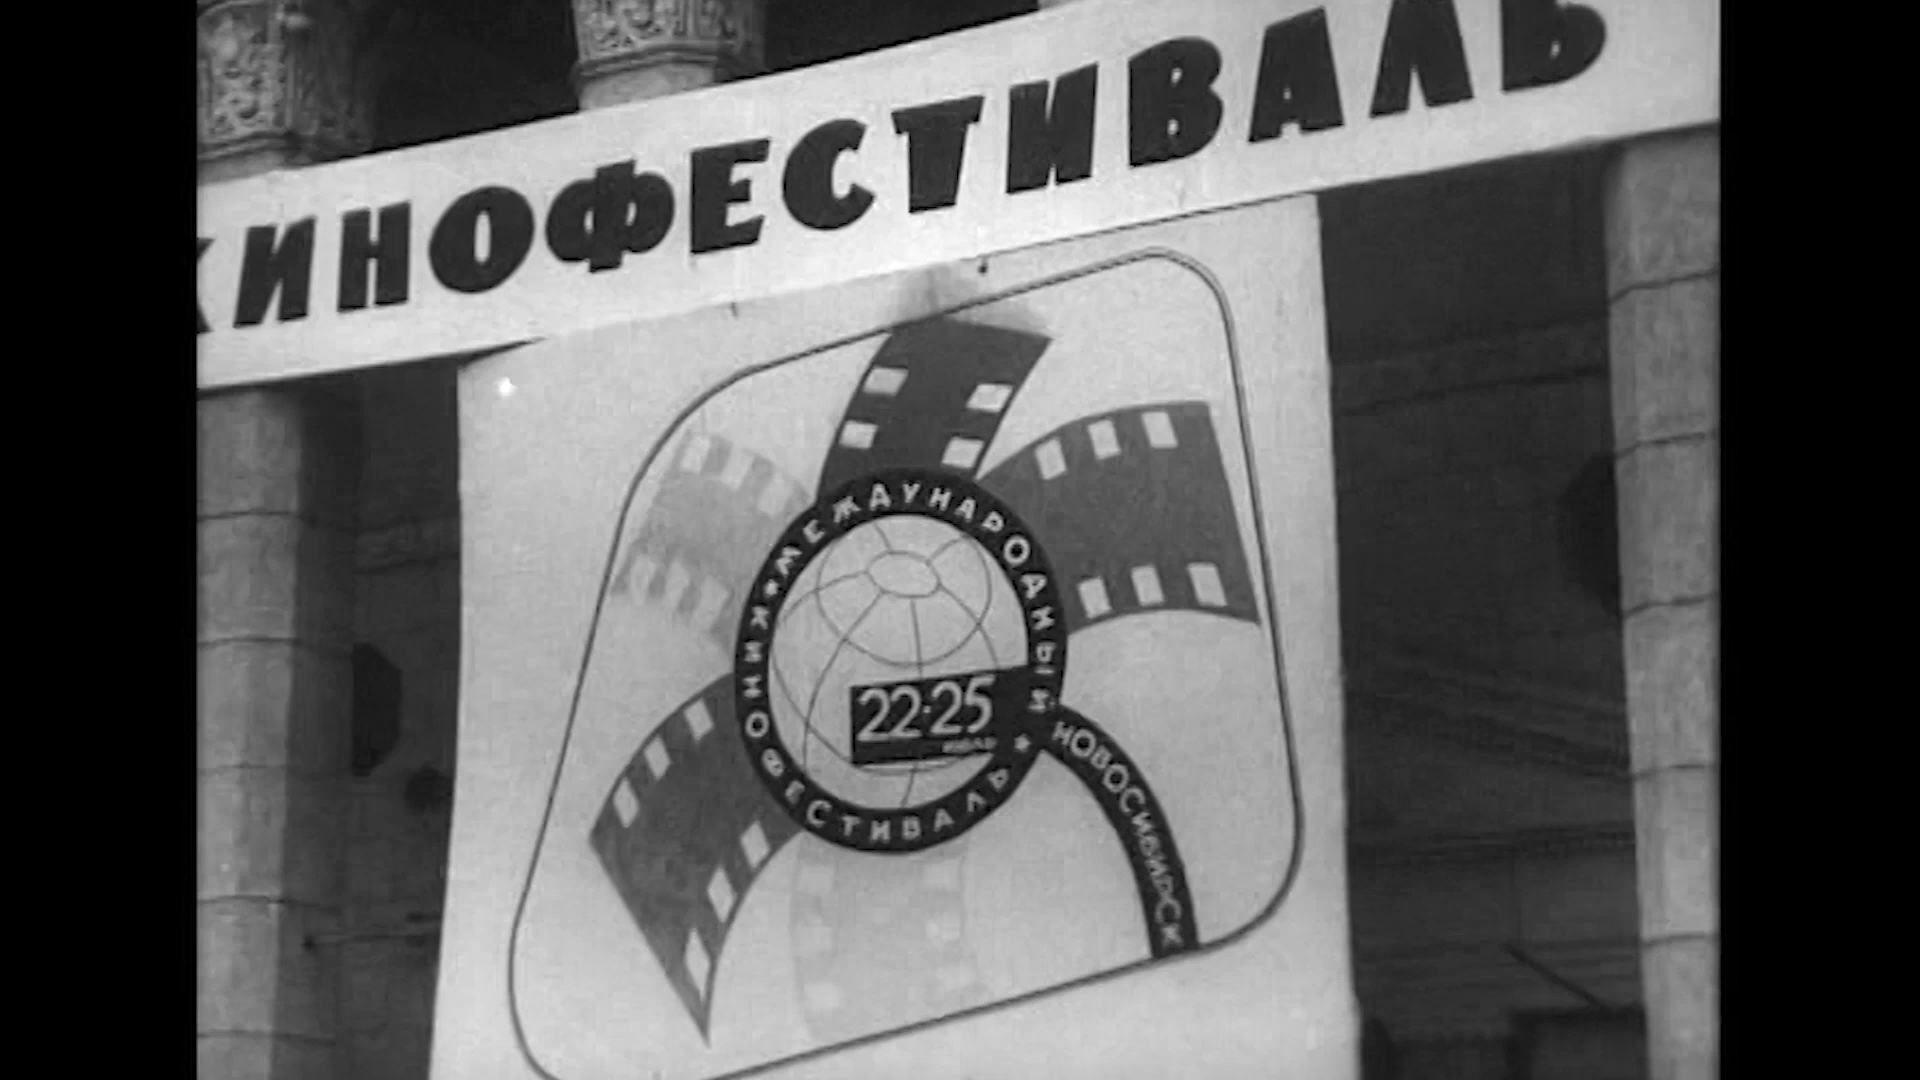 КИНОФЕСТИВАЛЬ
МЕЖДУНАРОДНЫЙ ★
КИНОФЕСТИВАЛЬ ★
22-25
НОВОСИБИРСК